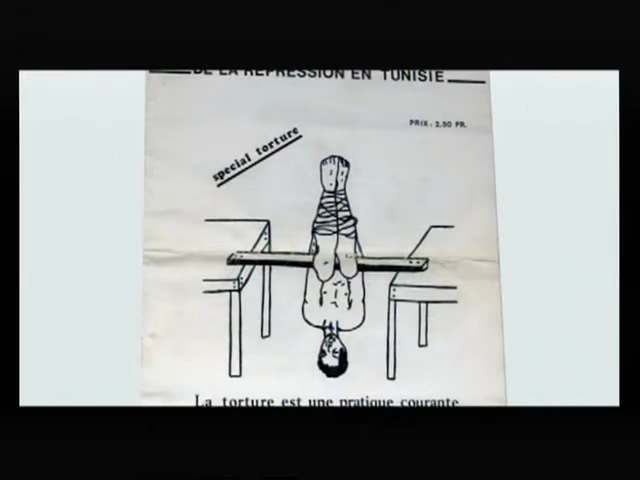 DE LA REPRESSION EN TUNISIE
PRIX : 2,50 FR.
special torture
La torture est une pratique courante